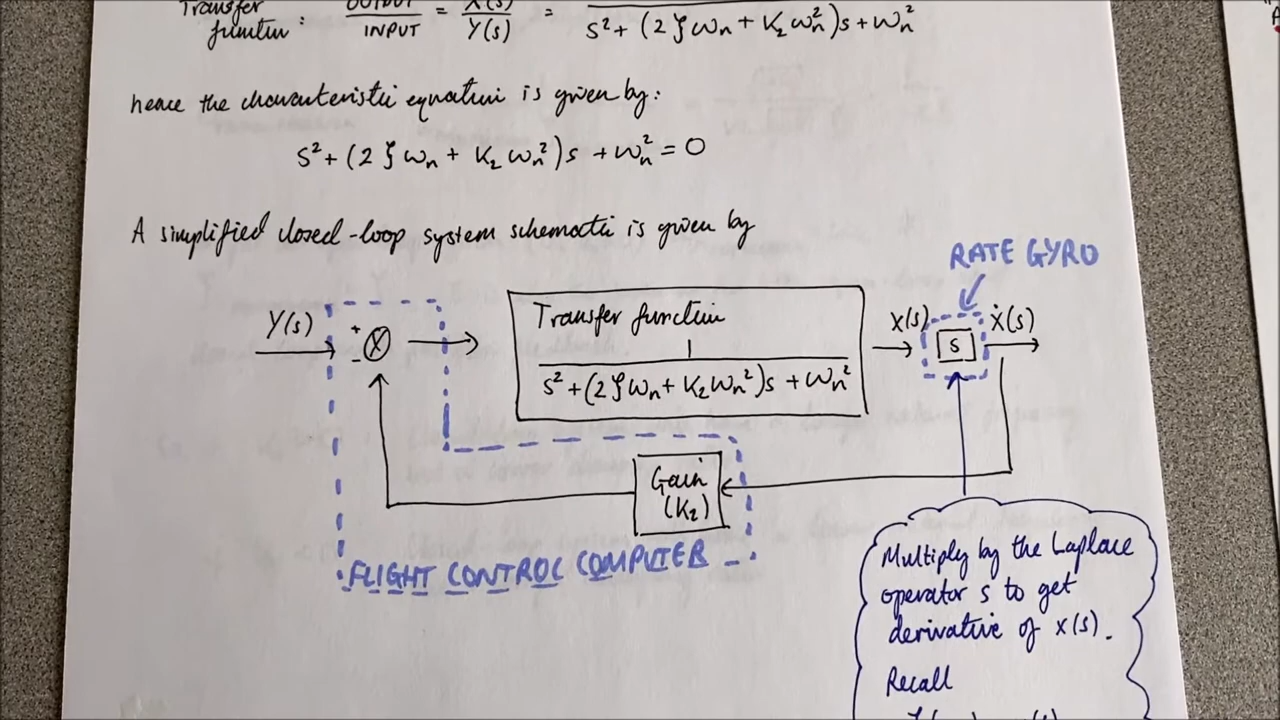 Transfer function: OUTPUT/INPUT = X(s)/Y(s) =
s² + (2ζωn + K₂ωn²)s + ωn²
hence the characteristic equation is given by:
s² + (2ζωn + K₂ωn²)s + ωn² = 0
A simplified closed-loop system schematic is given by
RATE GYRO
Y(s)
+
-
Transfer function
1
s² + (2ζωn + K₂ωn²)s + ωn²
X(s)
s
Ẋ(s)
Gain
(K₂)
FLIGHT CONTROL COMPUTER
Multiply by the Laplace
operator s to get
derivative of x(s).
Recall